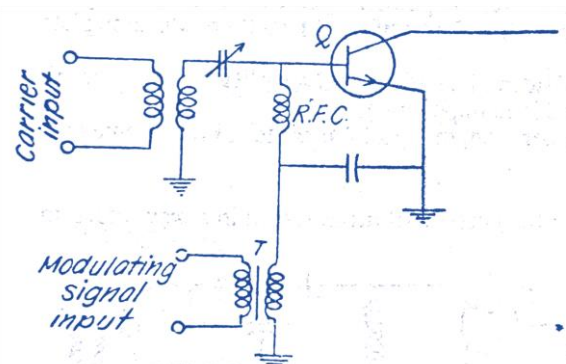 Q
Carrier
input
R.F.C.
T
Modulating
signal
input